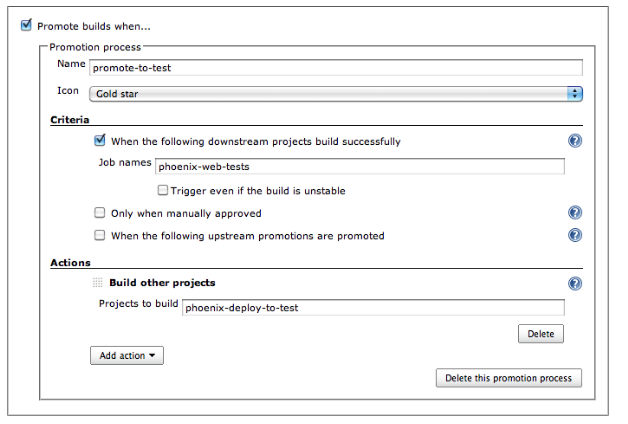 Promote builds when...
Promotion process
Name promote-to-test
Icon Gold star
Criteria
When the following downstream projects build successfully
Job names phoenix-web-tests
Trigger even if the build is unstable
Only when manually approved
When the following upstream promotions are promoted
Actions
Build other projects
Projects to build phoenix-deploy-to-test
Delete
Add action
Delete this promotion process